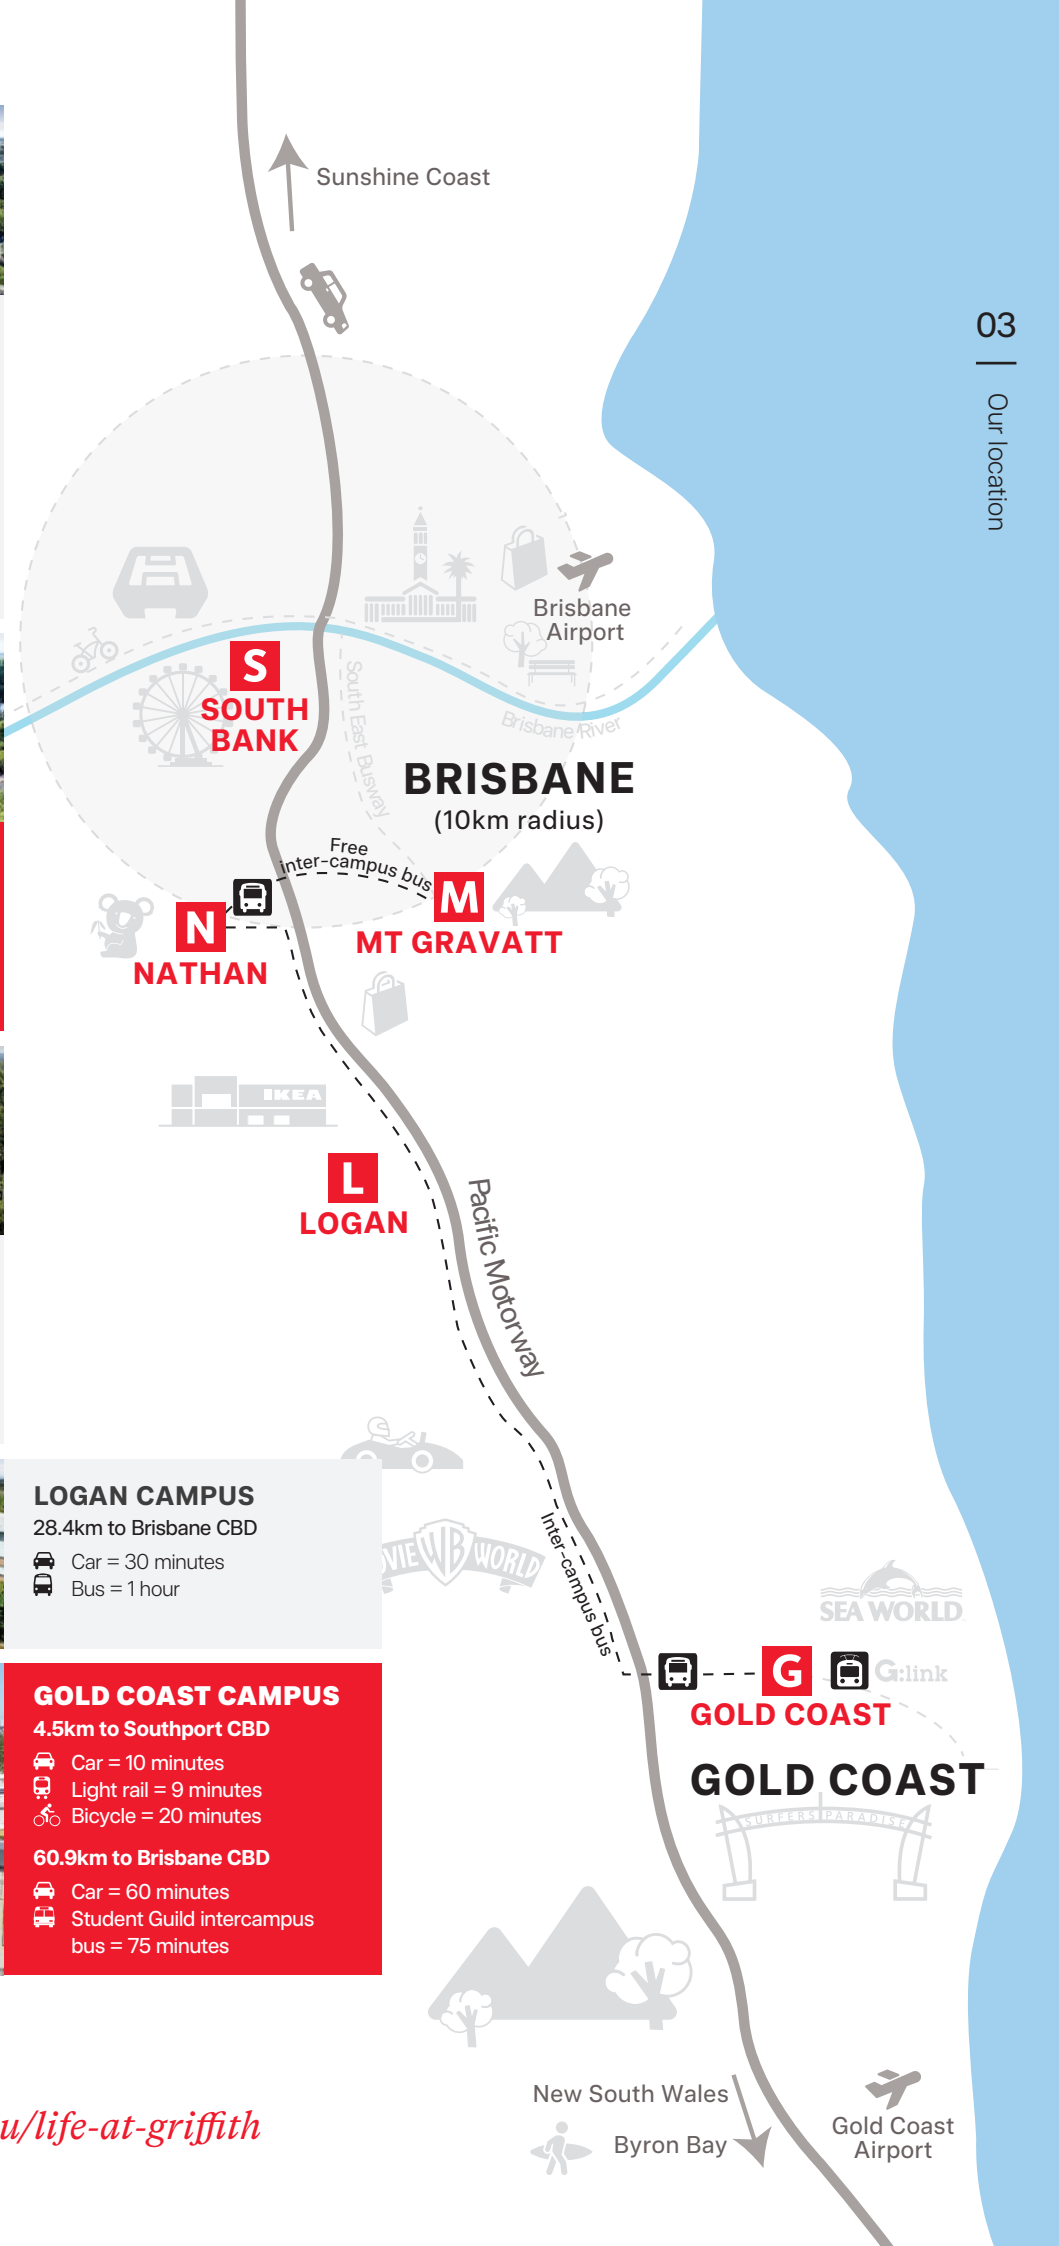 Sunshine Coast
03
Our location
Brisbane
Airport
S
SOUTH
BANK
South East Busway
Brisbane River
BRISBANE
(10km radius)
Free
inter-campus bus
N
NATHAN
M
MT GRAVATT
IKEA
L
LOGAN
Pacific Motorway
LOGAN CAMPUS
28.4km to Brisbane CBD
Car = 30 minutes
Bus = 1 hour
VIE WB WORLD
Inter-campus bus
SEA WORLD
G
G:link
GOLD COAST
GOLD COAST
SURFERS PARADISE
GOLD COAST CAMPUS
4.5km to Southport CBD
Car = 10 minutes
Light rail = 9 minutes
Bicycle = 20 minutes
60.9km to Brisbane CBD
Car = 60 minutes
Student Guild intercampus
bus = 75 minutes
New South Wales
Byron Bay
Gold Coast
Airport
u/life-at-griffith